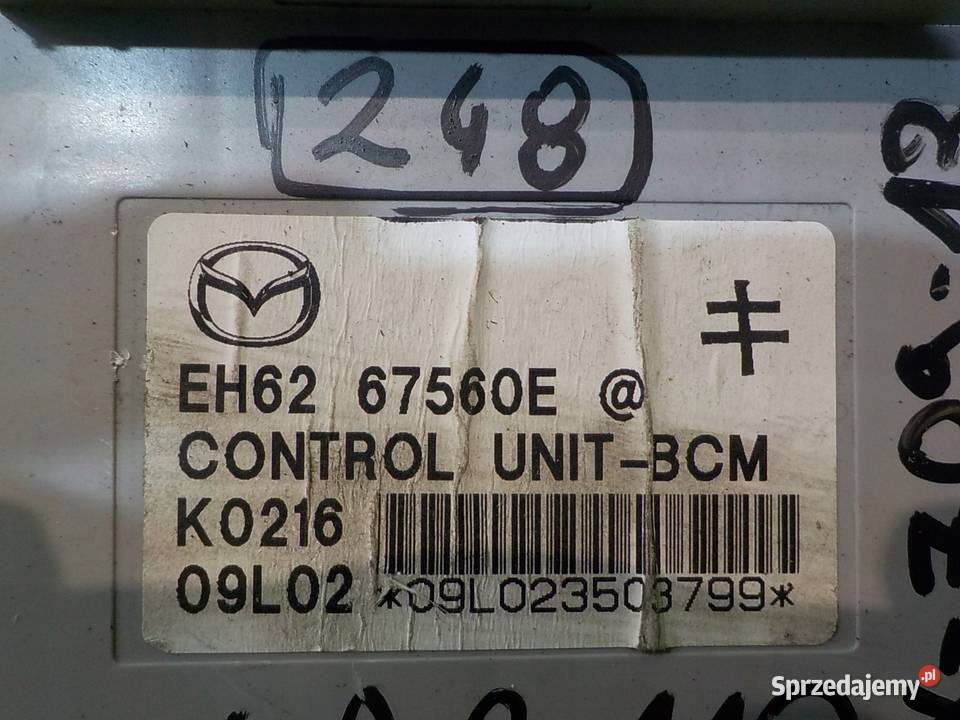 248
EH62 67560E @
CONTROL UNIT-BCM
K0216
09L02 *09L023503799*
Sprzedajemy.pl